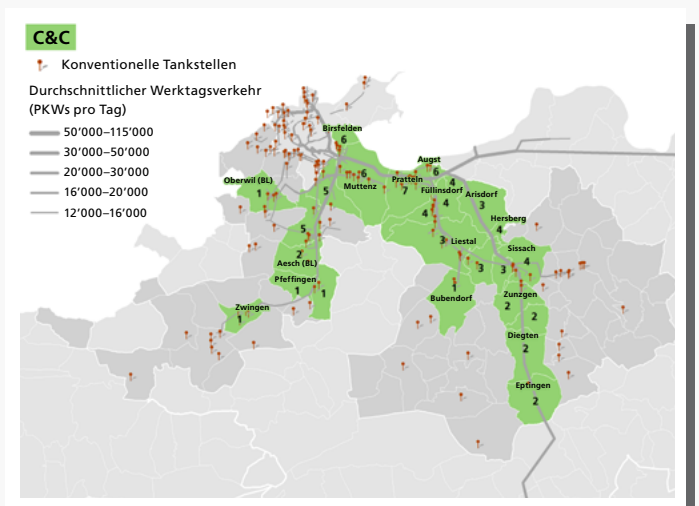 C&C
Konventionelle Tankstellen
Durchschnittlicher Werktagsverkehr
(PKWs pro Tag)
50’000–115’000
30’000–50’000
20’000–30’000
16’000–20’000
12’000–16’000
Birsfelden
6
Augst
6
Oberwil (BL)
1
5
6
Muttenz
Pratteln
7
4
Füllinsdorf
4
Arisdorf
3
4
Hersberg
4
5
3
Liestal
Sissach
4
2
Aesch (BL)
3
3
Pfeffingen
1
1
1
Bubendorf
Zunzgen
2
2
Zwingen
1
Diegten
2
Eptingen
2